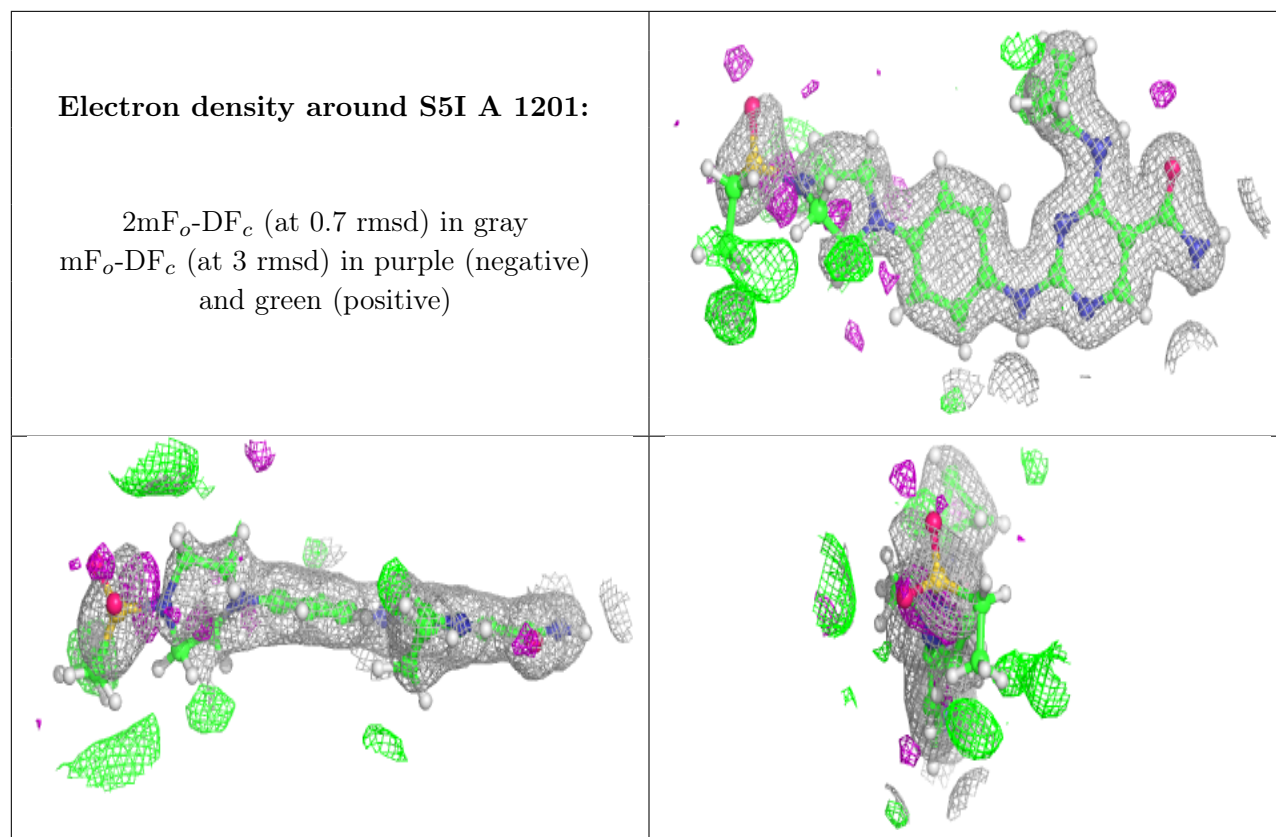 Electron density around S5I A 1201:
2mFₒ-DF𝒸 (at 0.7 rmsd) in gray
mFₒ-DF𝒸 (at 3 rmsd) in purple (negative)
and green (positive)